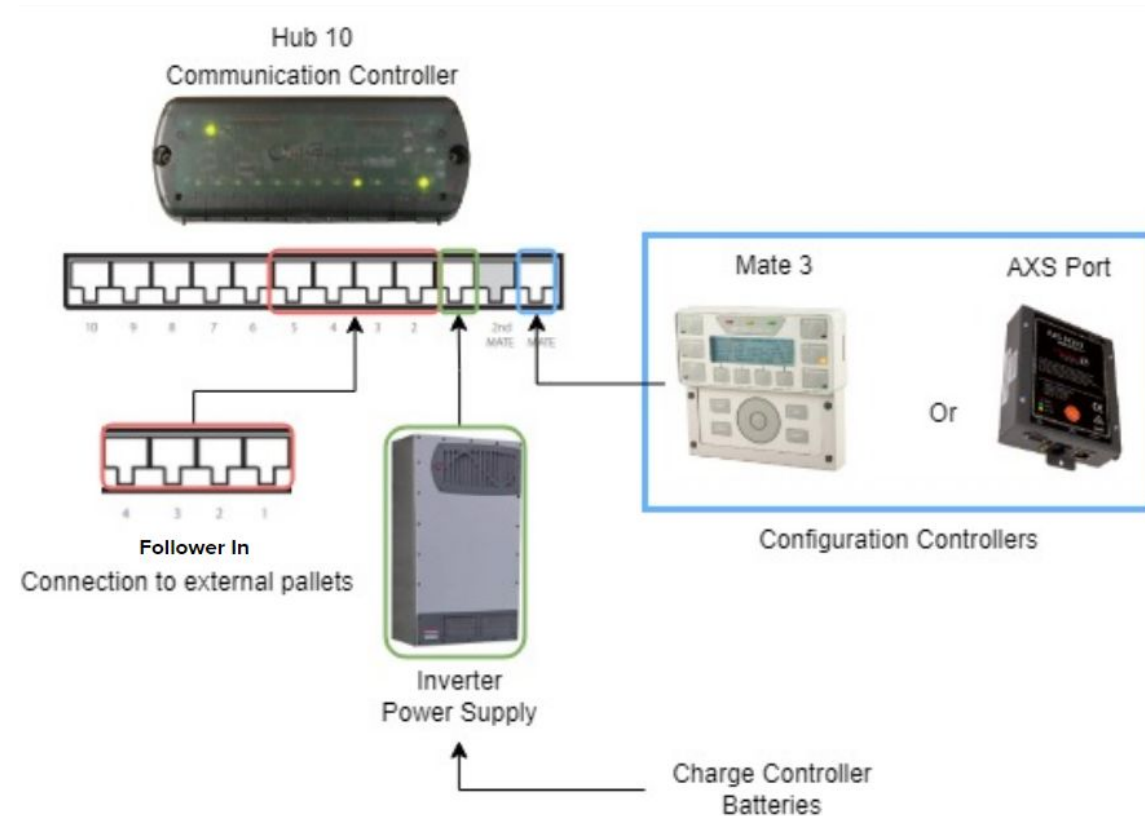 Hub 10
Communication Controller
Mate 3
AXS Port
10 9 8 7 6 5 4 3 2 2nd MATE
MATE
Or
4 3 2 1
Follower In
Connection to external pallets
Configuration Controllers
Inverter
Power Supply
Charge Controller
Batteries